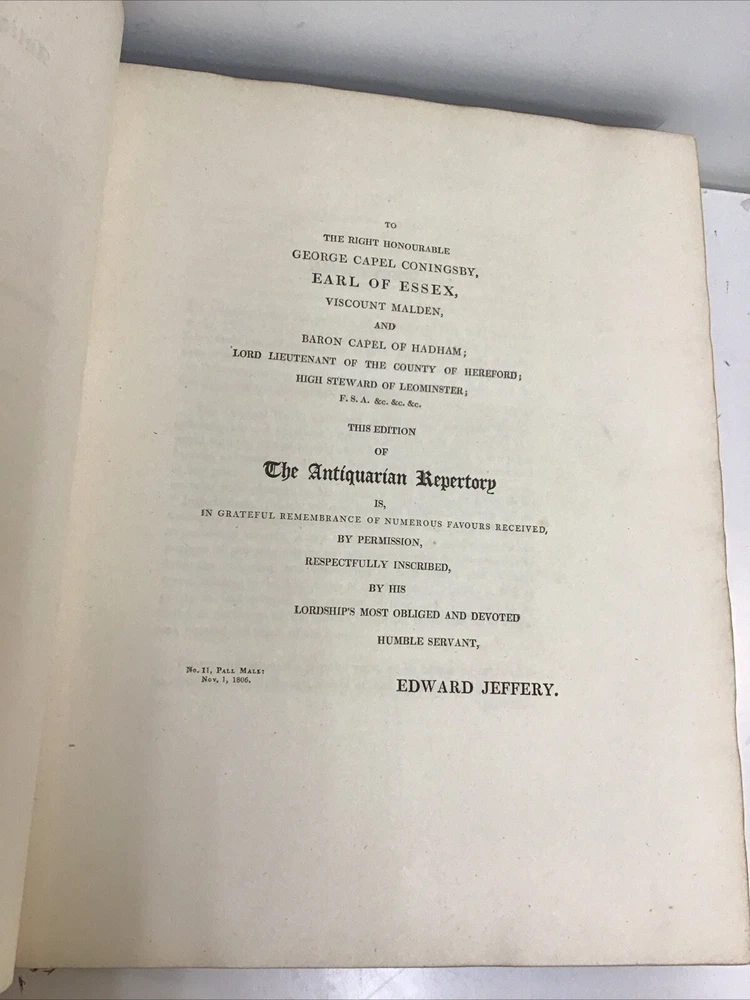 TO
THE RIGHT HONOURABLE
GEORGE CAPEL CONINGSBY,
EARL OF ESSEX,
VISCOUNT MALDEN,
AND
BARON CAPEL OF HADHAM;
LORD LIEUTENANT OF THE COUNTY OF HEREFORD;
HIGH STEWARD OF LEOMINSTER;
F. S. A. &c. &c. &c.
THIS EDITION
OF
The Antiquarian Repertory
IS,
IN GRATEFUL REMEMBRANCE OF NUMEROUS FAVOURS RECEIVED,
BY PERMISSION,
RESPECTFULLY INSCRIBED,
BY HIS
LORDSHIP'S MOST OBLIGED AND DEVOTED
HUMBLE SERVANT,
No. 11, PALL MALL:
Nov. 1, 1806.
EDWARD JEFFERY.